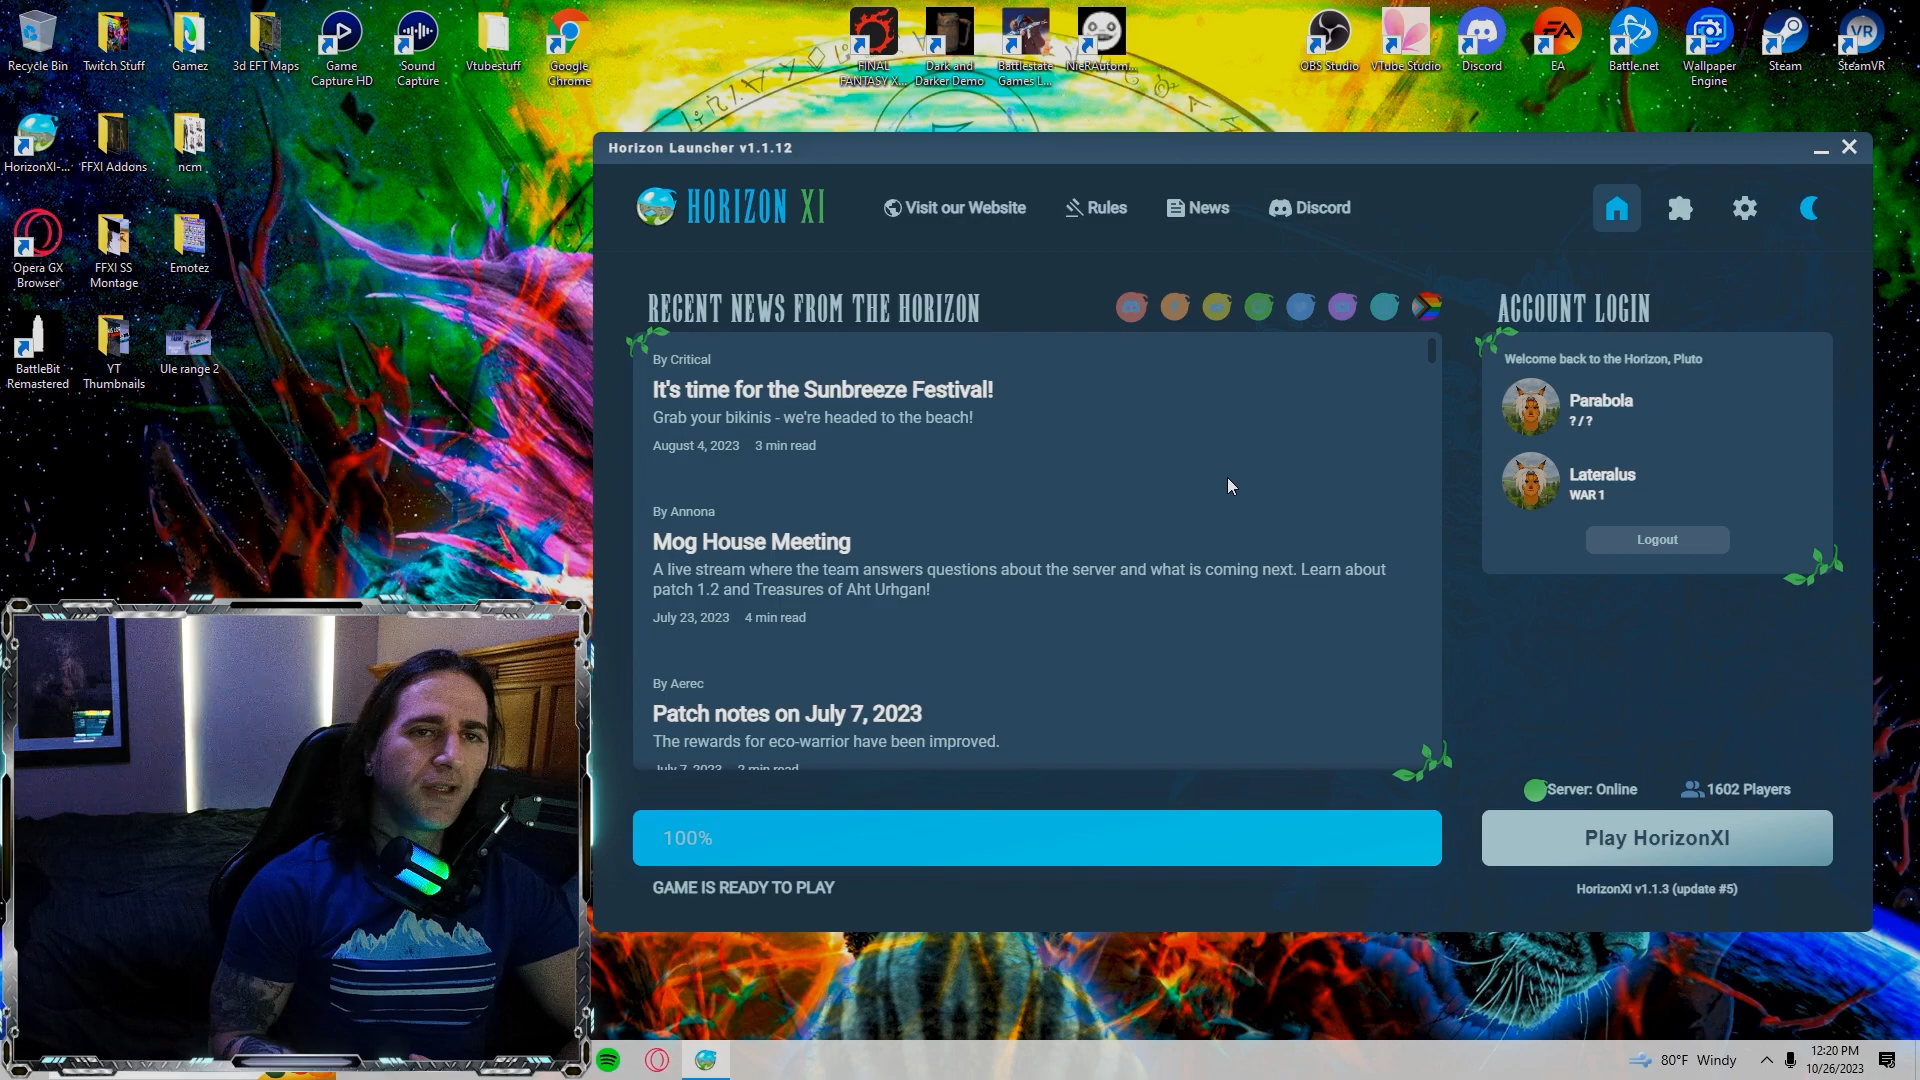 Recycle Bin
Twitch Stuff
Gamez
3d EFT Maps
Game
Capture HD
Sound
Capture
Vtubestuff
Google
Chrome
FINAL
FANTASY X...
Dark and
Darker Demo
Battlestate
Games L...
NieRAutom...
OBS Studio
VTube Studio
Discord
EA
Battle.net
Wallpaper
Engine
Steam
SteamVR
HorizonXI-...
FFXI Addons
ncm
Opera GX
Browser
FFXI SS
Montage
Emotez
BattleBit
Remastered
YT
Thumbnails
Ule range 2
Horizon Launcher v1.1.12
HORIZON XI
Visit our Website
Rules
News
Discord
RECENT NEWS FROM THE HORIZON
By Critical
It's time for the Sunbreeze Festival!
Grab your bikinis - we're headed to the beach!
August 4, 2023 3 min read
By Annona
Mog House Meeting
A live stream where the team answers questions about the server and what is coming next. Learn about
patch 1.2 and Treasures of Aht Urhgan!
July 23, 2023 4 min read
By Aerec
Patch notes on July 7, 2023
The rewards for eco-warrior have been improved.
July 7, 2023 2 min read
ACCOUNT LOGIN
Welcome back to the Horizon, Pluto
Parabola
? / ?
Lateralus
WAR 1
Logout
Server: Online
1602 Players
100%
Play HorizonXI
GAME IS READY TO PLAY
HorizonXI v1.1.3 (update #5)
80°F Windy
12:20 PM
10/26/2023